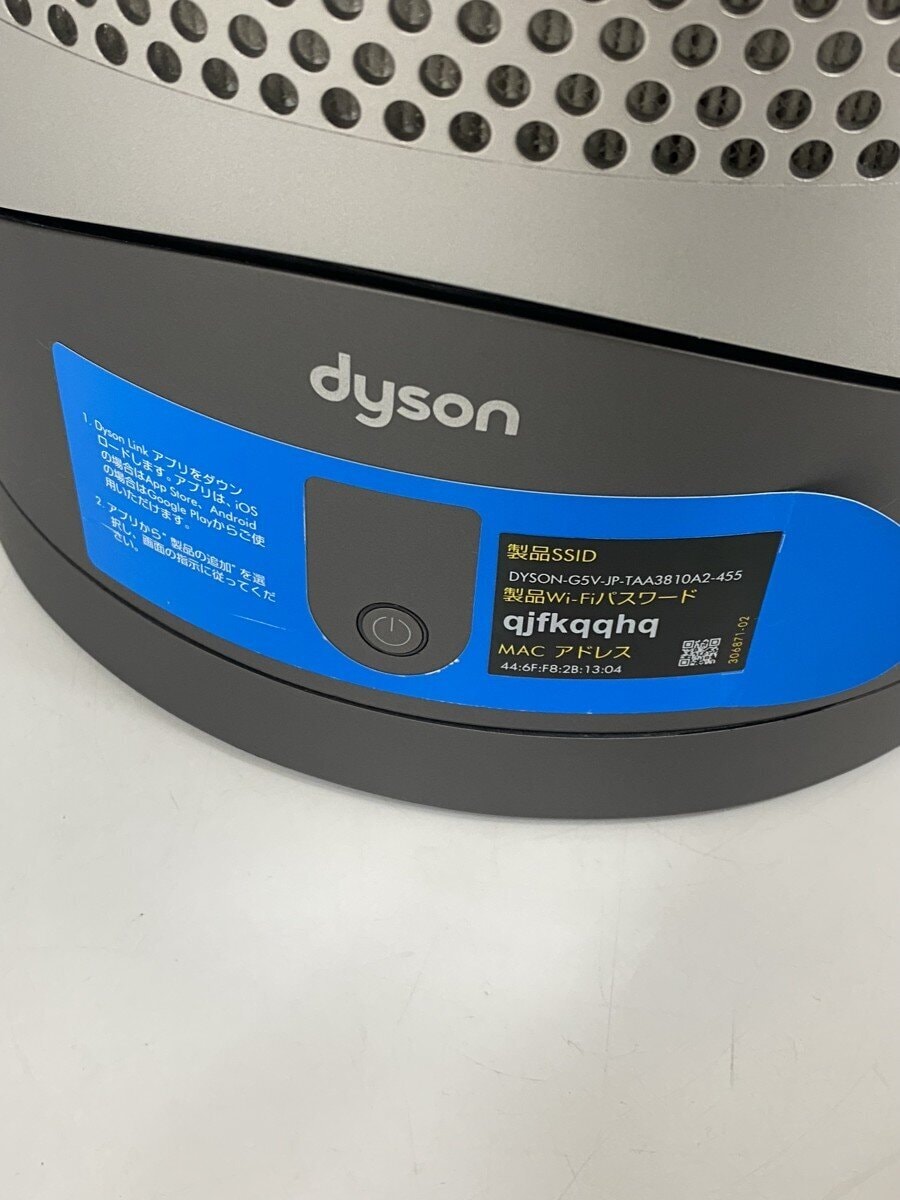 dyson
1. Dyson Link アプリをダウン
ロードします。アプリは、iOS
の場合はApp Store、Android
の場合はGoogle Playからご使
用いただけます。
2. アプリから“製品の追加”を選
択し、画面の指示に従ってくだ
さい。
製品SSID
DYSON-G5V-JP-TAA3810A2-455
製品Wi-Fiパスワード
qjfkqqhq
MAC アドレス
44:6F:F8:2B:13:04
306871-02